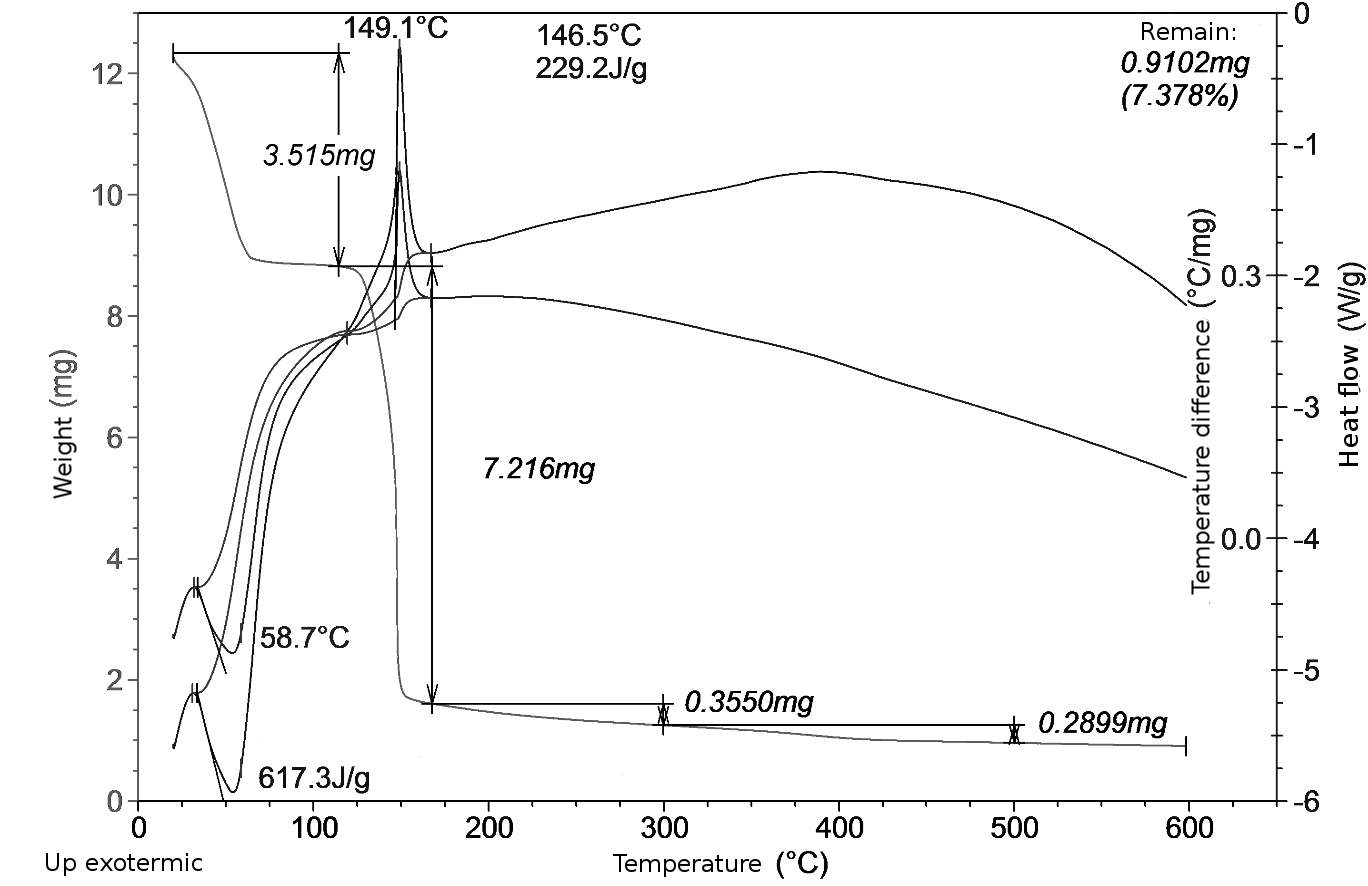 149.1°C
146.5°C
229.2J/g
Remain:
0.9102mg
(7.378%)
3.515mg
7.216mg
58.7°C
617.3J/g
0.3550mg
0.2899mg
Weight (mg)
12
10
8
6
4
2
0
0
100
200
300
400
500
600
Temperature (°C)
Up exotermic
Temperature difference (°C/mg)
0.3
0.0
Heat flow (W/g)
0
-1
-2
-3
-4
-5
-6